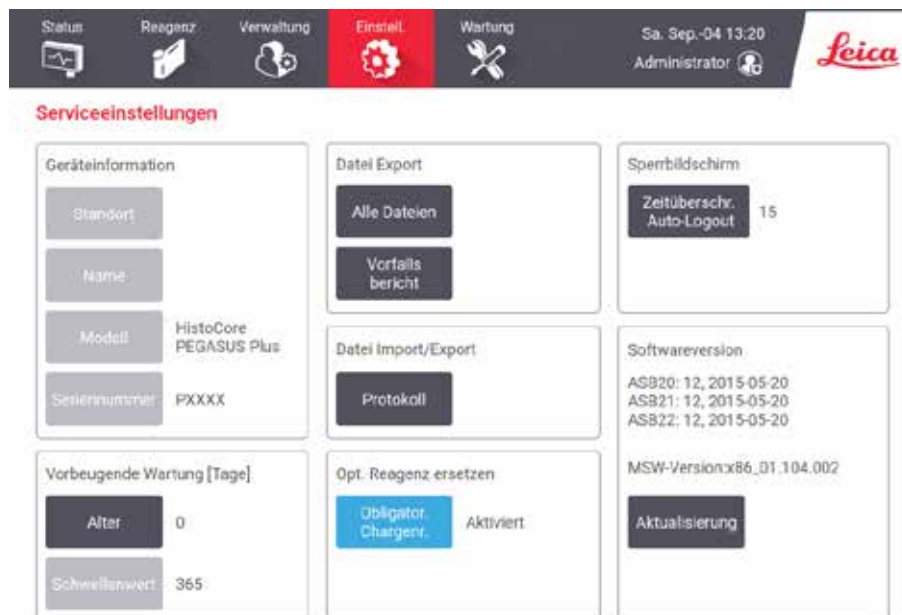 Status
Reagenz
Verwaltung
Einstell.
Wartung
Sa. Sep.-04 13:20
Administrator
Leica
Serviceeinstellungen
Geräteinformation
Standort
Name
Modell
HistoCore
PEGASUS Plus
Seriennummer
PXXXX
Vorbeugende Wartung [Tage]
Alter
0
Schwellenwert
365
Datei Export
Alle Dateien
Vorfalls
bericht
Datei Import/Export
Protokoll
Opt. Reagenz ersetzen
Obligator.
Chargenr.
Aktiviert
Sperrbildschirm
Zeitüberschr.
Auto-Logout
15
Softwareversion
ASB20: 12, 2015-05-20
ASB21: 12, 2015-05-20
ASB22: 12, 2015-05-20
MSW-Version:x86_01.104.002
Aktualisierung